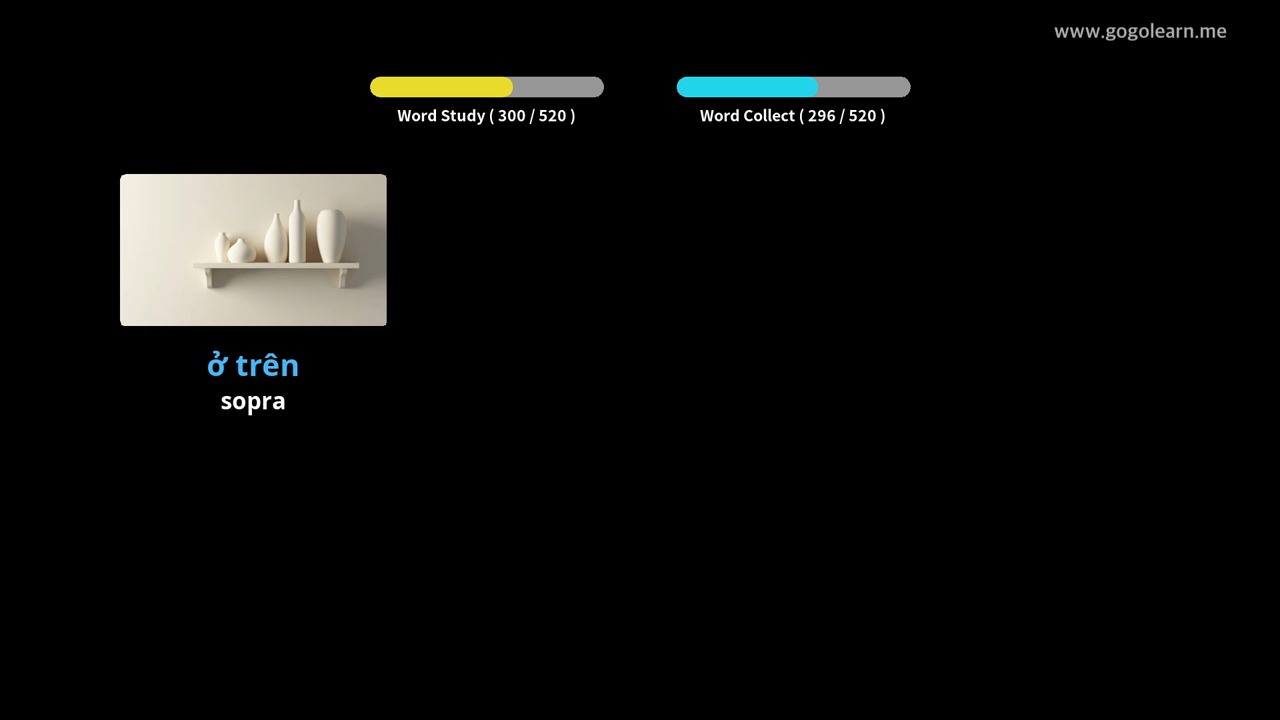 www.gogolearn.me
Word Study ( 300 / 520 )
Word Collect ( 296 / 520 )
ở trên
sopra